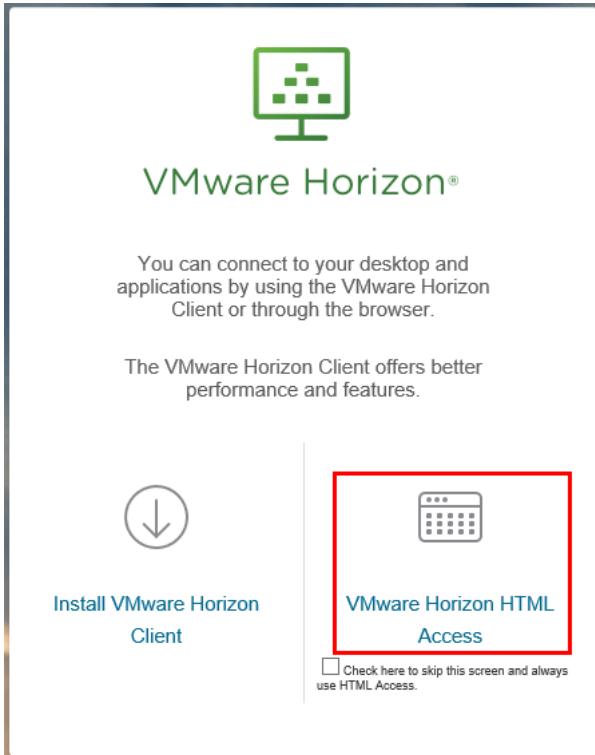 VMware Horizon®
You can connect to your desktop and
applications by using the VMware Horizon
Client or through the browser.
The VMware Horizon Client offers better
performance and features.
Install VMware Horizon
Client
VMware Horizon HTML
Access
Check here to skip this screen and always
use HTML Access.